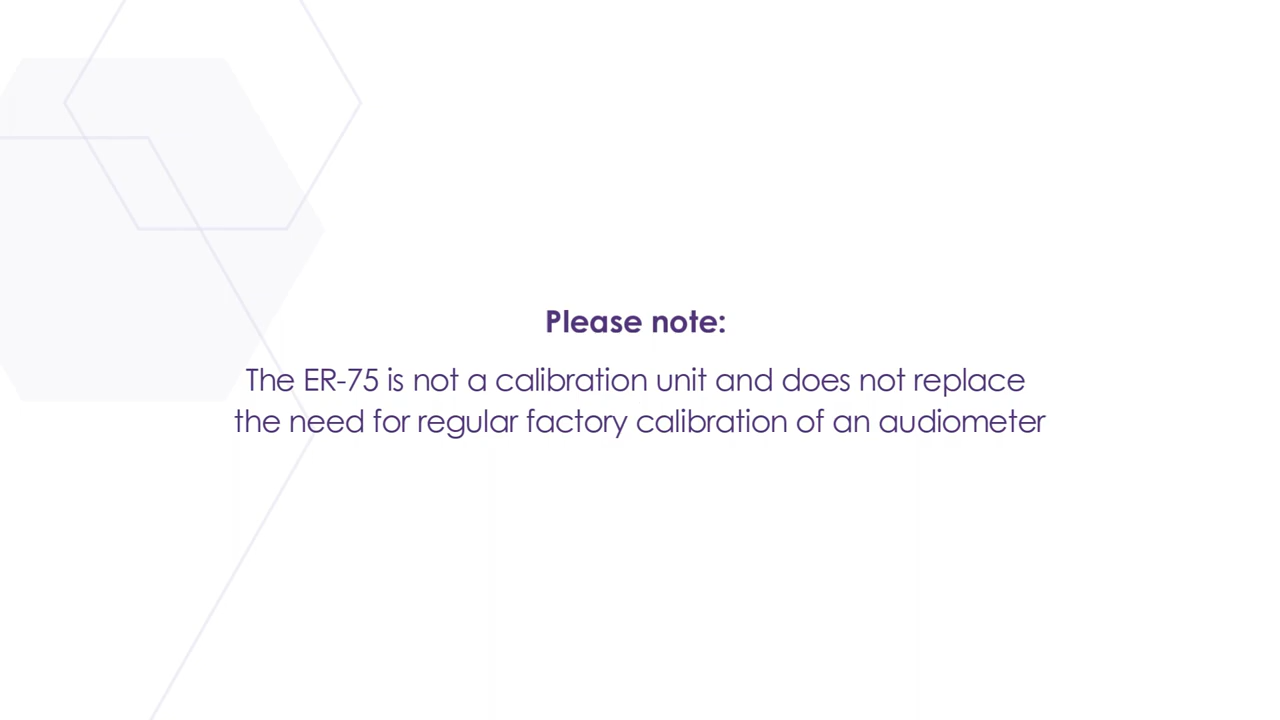 Please note:
The ER-75 is not a calibration unit and does not replace
the need for regular factory calibration of an audiometer